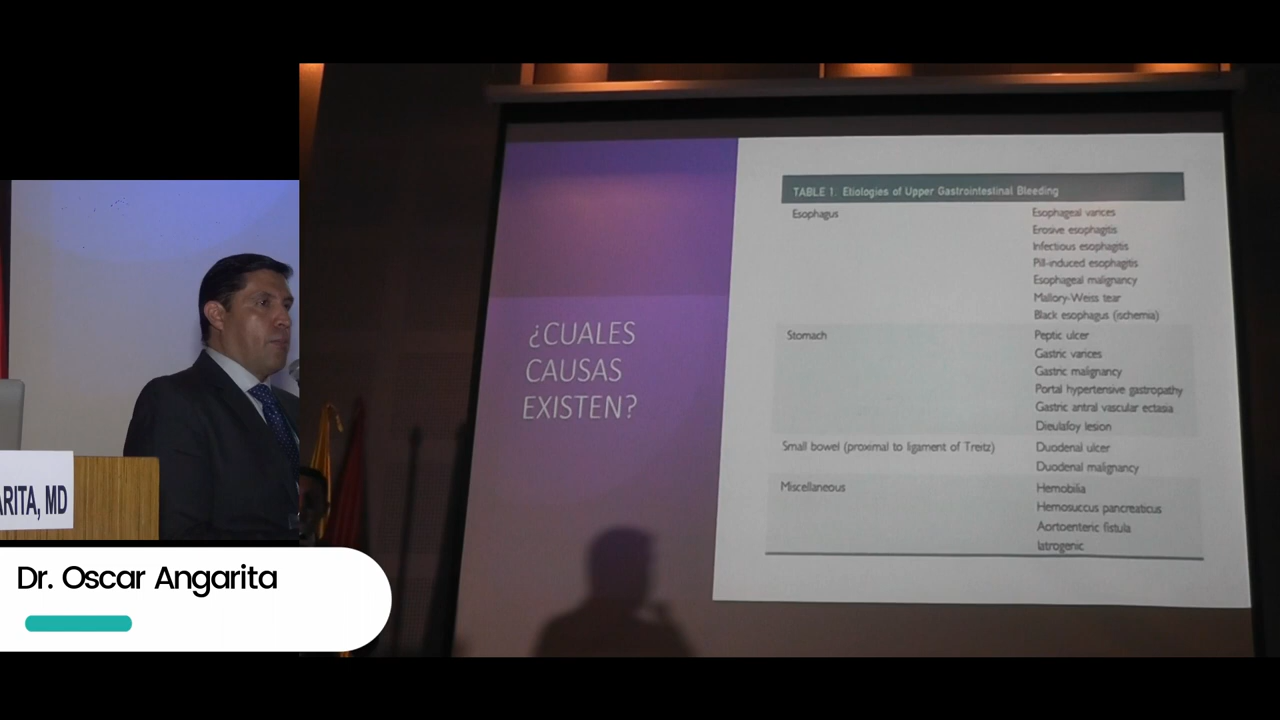 ¿CUALES
CAUSAS
EXISTEN?
TABLE 1. Etiologies of Upper Gastrointestinal Bleeding
Esophagus Esophageal varices
Erosive esophagitis
Infectious esophagitis
Pill-induced esophagitis
Esophageal malignancy
Mallory-Weiss tear
Black esophagus (ischemia)
Stomach Peptic ulcer
Gastric varices
Gastric malignancy
Portal hypertensive gastropathy
Gastric antral vascular ectasia
Dieulafoy lesion
Small bowel (proximal to ligament of Treitz) Duodenal ulcer
Duodenal malignancy
Miscellaneous Hemobilia
Hemosuccus pancreaticus
Aortoenteric fistula
Iatrogenic
ARITA, MD
Dr. Oscar Angarita